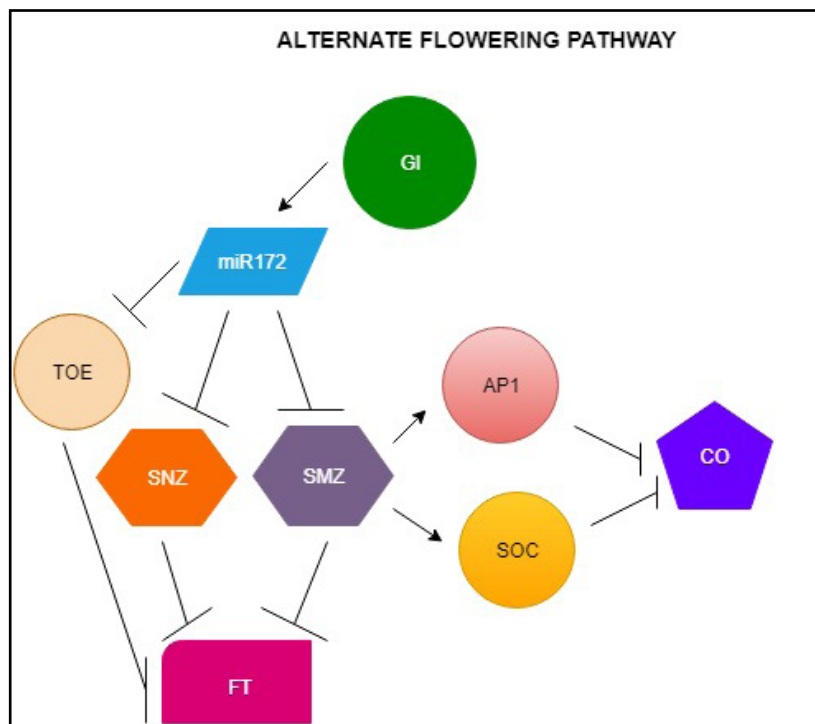 ALTERNATE FLOWERING PATHWAY
GI
miR172
TOE
AP1
CO
SNZ
SMZ
SOC
FT